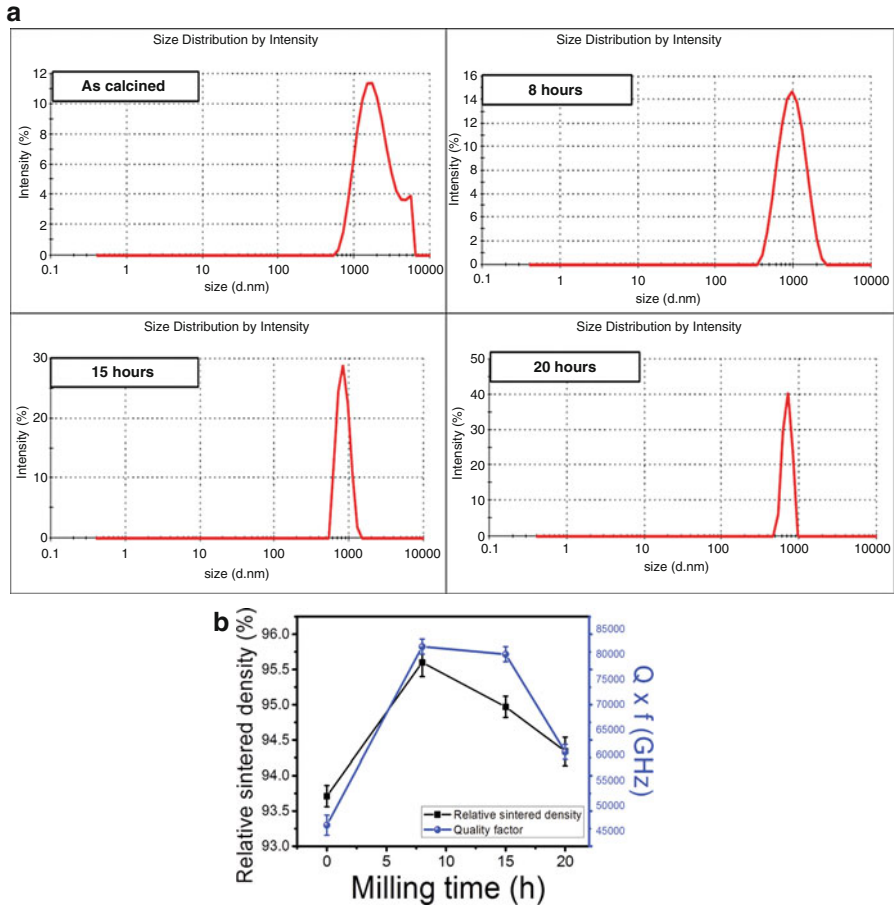 a
Size Distribution by Intensity
As calcined
Intensity (%)
12
10
8
6
4
2
0
0.1 1 10 100 1000 10000
size (d.nm)
Size Distribution by Intensity
8 hours
Intensity (%)
16
14
12
10
8
14
6
2
0
0.1 1 10 100 1000 10000
size (d.nm)
Size Distribution by Intensity
15 hours
Intensity (%)
30
20
10
0
0.1 1 10 100 1000 10000
size (d.nm)
Size Distribution by Intensity
20 hours
Intensity (%)
50
40
30
20
10
0
0.1 1 10 100 1000 10000
size (d.nm)
b
Relative sintered density (%)
96.0
95.5
95.0
94.5
94.0
93.5
93.0
85000
80000
75000
70000
65000
60000
55000
50000
45000
Q x f (GHz)
Relative sintered density
Quality factor
0 5 10 15 20
Milling time (h)